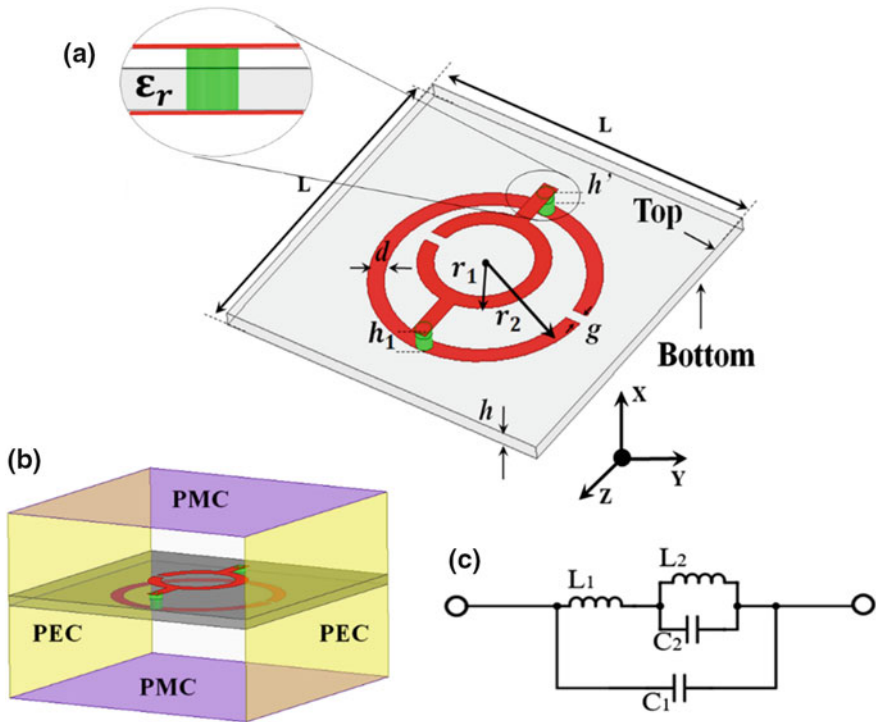 (a)
εr
L
L
h'
Top
d
r1
r2
g
h1
Bottom
h
X
Y
Z
(b)
PMC
PEC
PEC
PMC
(c)
L1
L2
C2
C1